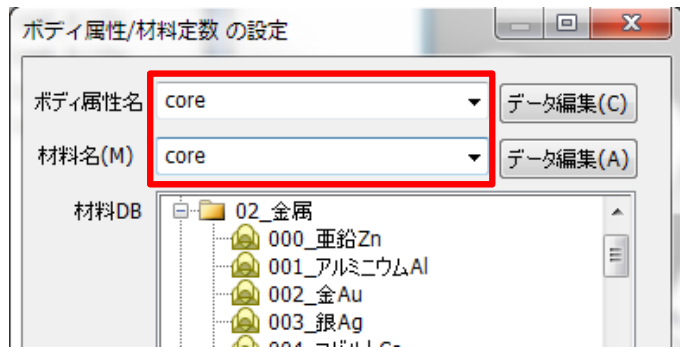 ボディ属性/材料定数 の設定
ボディ属性名 core データ編集(C)
材料名(M) core データ編集(A)
材料DB 02_金属
000_亜鉛Zn
001_アルミニウムAl
002_金Au
003_銀Ag